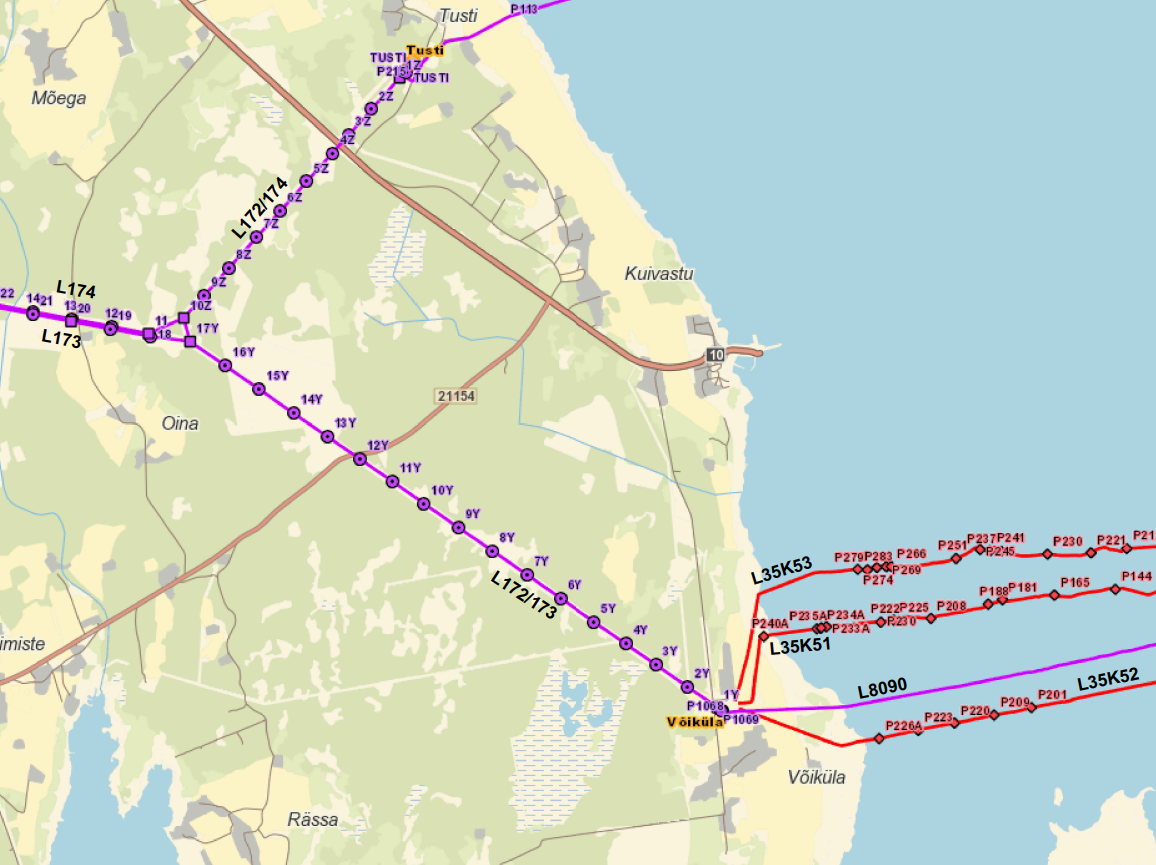 Tusti
P113
Tusti
TUSTI
1Z
P215
TUSTI
Mõega
2Z
3Z
4Z
5Z
6Z
L172/174
7Z
8Z
9Z
Kuivastu
22
14
21
L174
13
20
12
19
11
10Z
18
17Y
L173
10
16Y
15Y
21154
14Y
Oina
13Y
12Y
11Y
10Y
9Y
8Y
7Y
L172/173
6Y
5Y
4Y
3Y
2Y
1Y
P1068
P1069
Võiküla
L35K53
P279
P283
P266
P274
P269
P251
P237
P241
P245
P230
P221
P21
P240A
P235A
P234A
P233A
P222
P225
P230
P208
P188
P181
P165
P144
L35K51
L8090
L35K52
P226A
P223
P220
P209
P201
imiste
Võiküla
Rässa